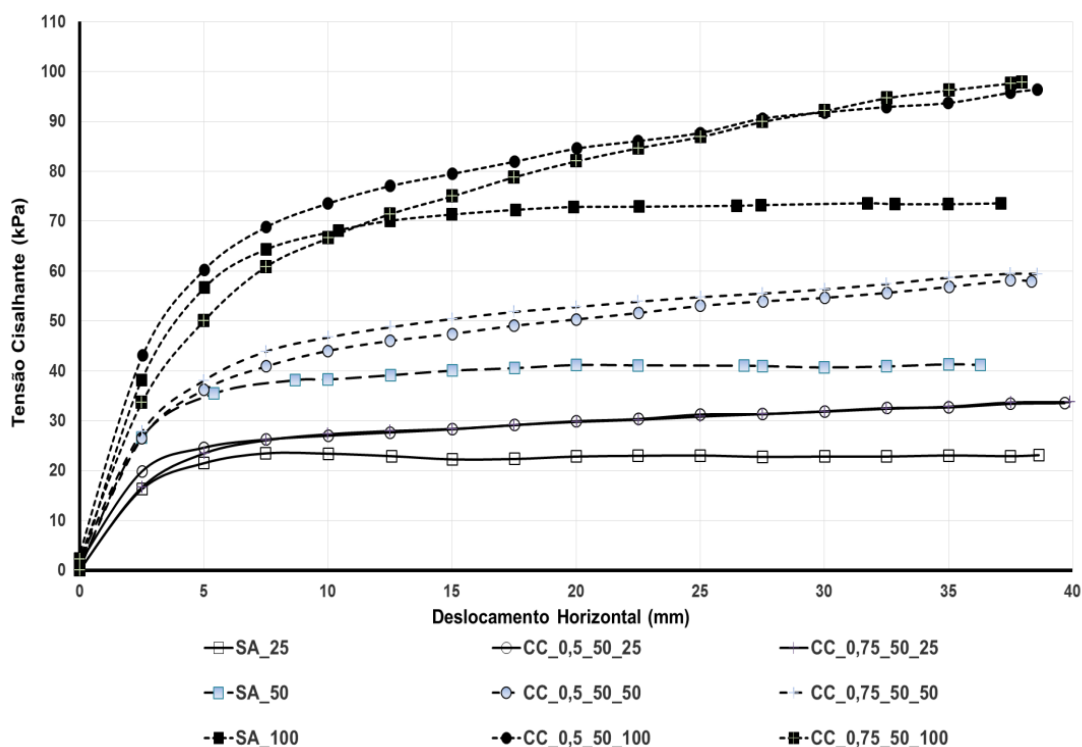 110
100
90
80
70
60
50
40
30
20
10
0
Tensão Cisalhante (kPa)
0 5 10 15 20 25 30 35 40
Deslocamento Horizontal (mm)
SA_25 CC_0,5_50_25 CC_0,75_50_25
SA_50 CC_0,5_50_50 CC_0,75_50_50
SA_100 CC_0,5_50_100 CC_0,75_50_100